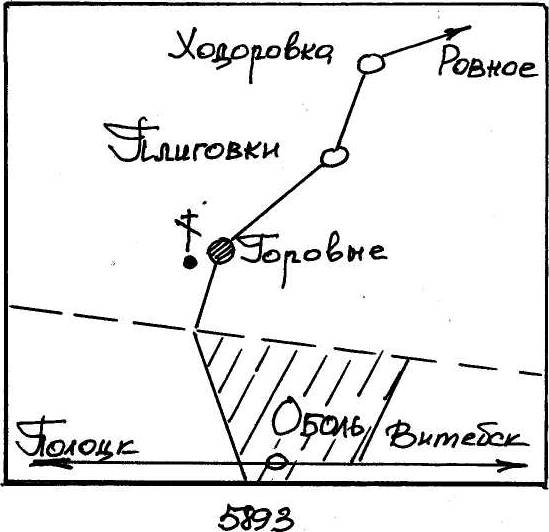 Ходоровка
Ровное
Плиговки
Горовые
Оболь
Полоцк
Витебск
5893